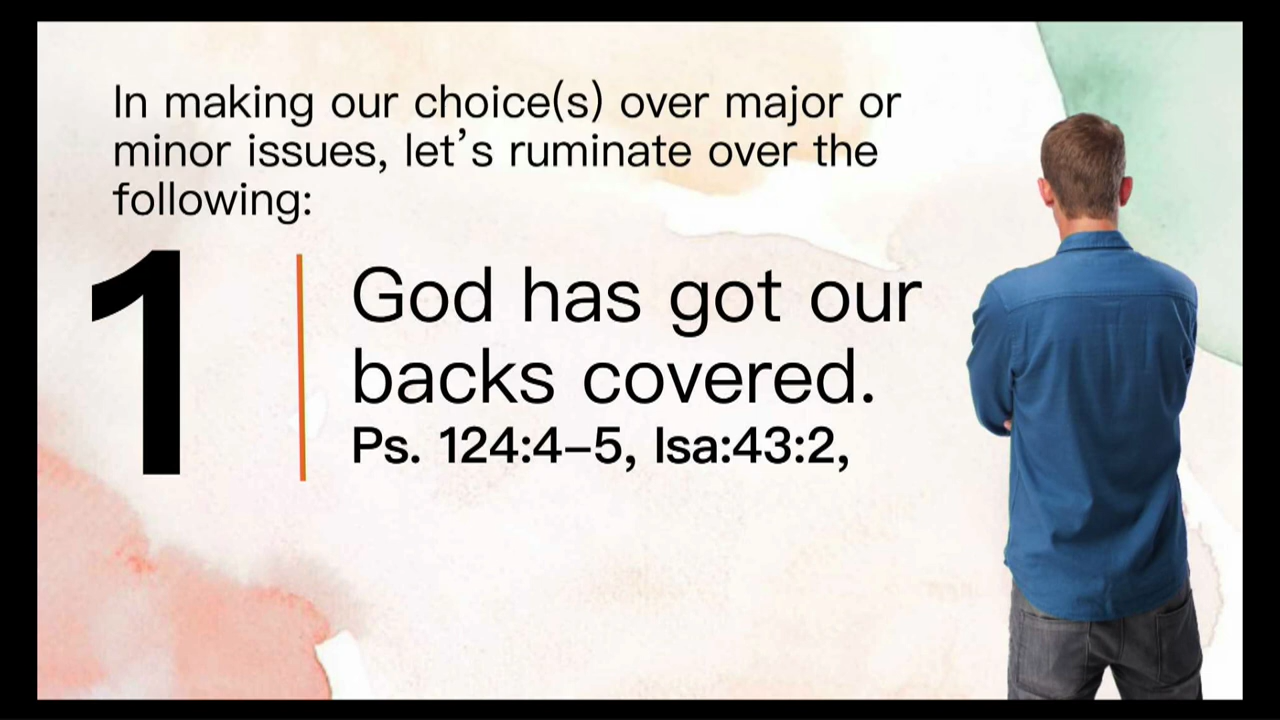 In making our choice(s) over major or
minor issues, let’s ruminate over the
following:
1
God has got our
backs covered.
Ps. 124:4–5, Isa:43:2,